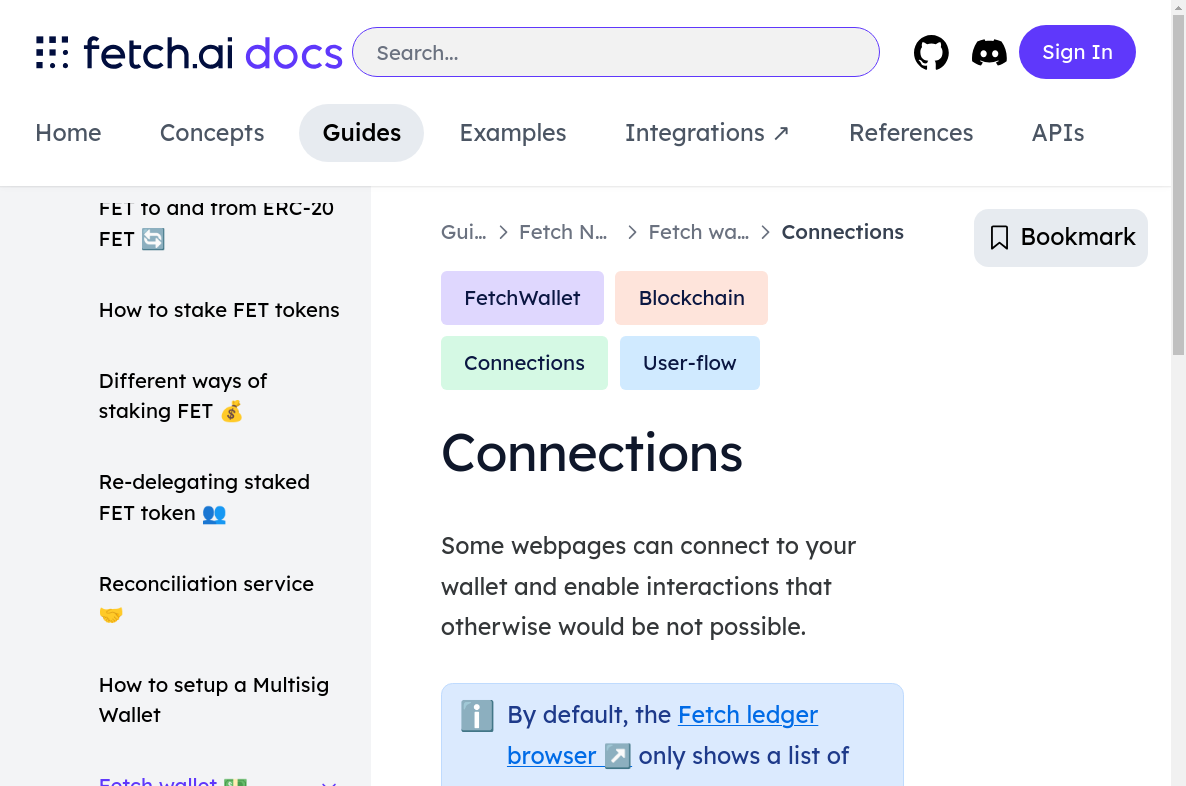 fetch.ai docs
Search...
Sign In
Home
Concepts
Guides
Examples
Integrations ↗
References
APIs
FET to and from ERC-20
FET 🔄
How to stake FET tokens
Different ways of
staking FET 💰
Re-delegating staked
FET token 👥
Reconciliation service
🤝
How to setup a Multisig
Wallet
Fetch wallet 💵
Gui... > Fetch N... > Fetch wa... > Connections
Bookmark
FetchWallet
Blockchain
Connections
User-flow
Connections
Some webpages can connect to your
wallet and enable interactions that
otherwise would be not possible.
ℹ️ By default, the Fetch ledger
browser ↗️ only shows a list of